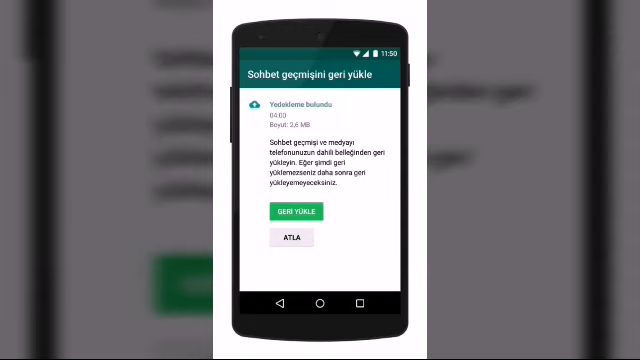 11:50
Sohbet geçmişini geri yükle
Yedekleme bulundu
04:00
Boyut: 2,6 MB
Sohbet geçmişi ve medyayı
telefonunuzun dahili belleğinden geri
yükleyin. Eğer şimdi geri
yüklemezseniz daha sonra geri
yükleyemeyeceksiniz.
GERİ YÜKLE
ATLA